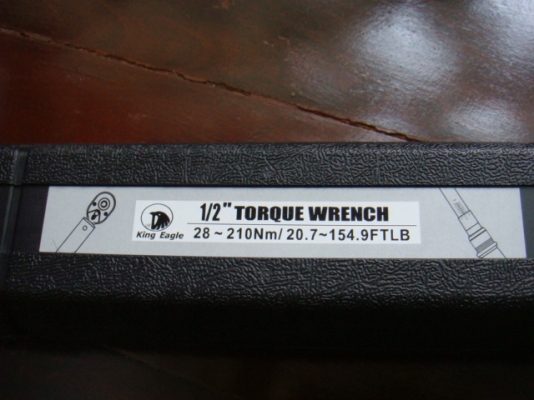 1/2" TORQUE WRENCH
King Eagle
28~210Nm/20.7~154.9FTLB